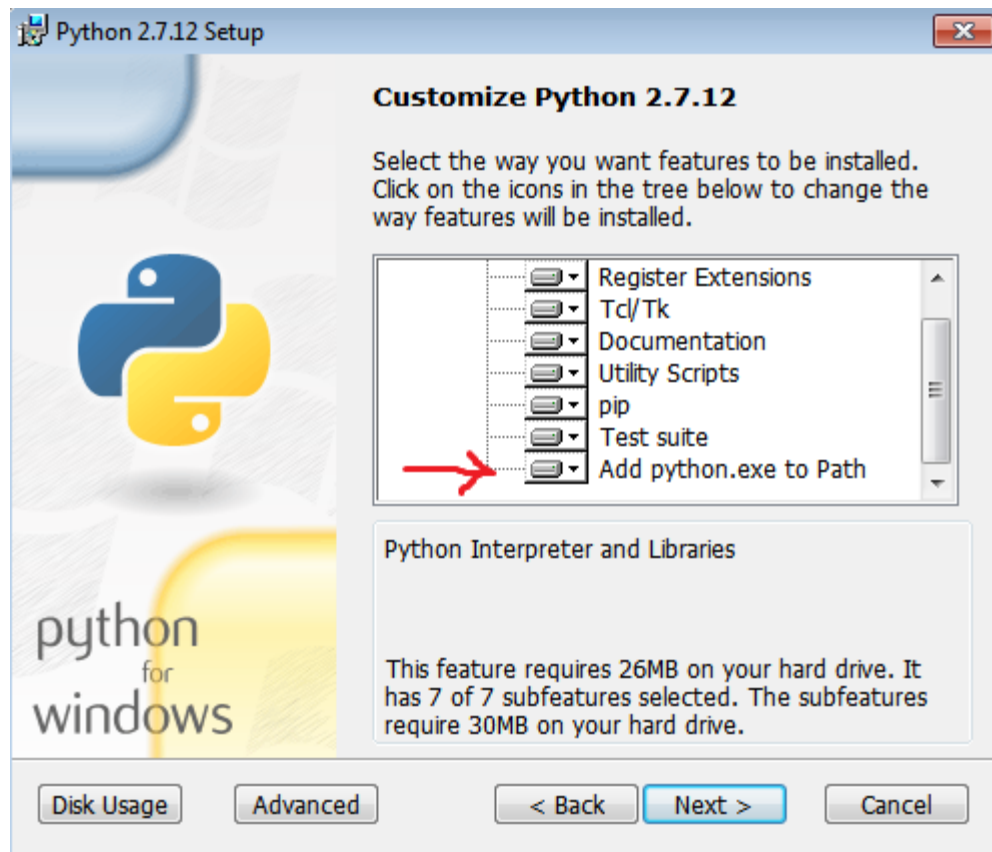 Python 2.7.12 Setup
Customize Python 2.7.12
Select the way you want features to be installed.
Click on the icons in the tree below to change the
way features will be installed.
Register Extensions
Tcl/Tk
Documentation
Utility Scripts
pip
Test suite
Add python.exe to Path
Python Interpreter and Libraries
This feature requires 26MB on your hard drive. It
has 7 of 7 subfeatures selected. The subfeatures
require 30MB on your hard drive.
python
for
windows
Disk Usage
Advanced
< Back
Next >
Cancel